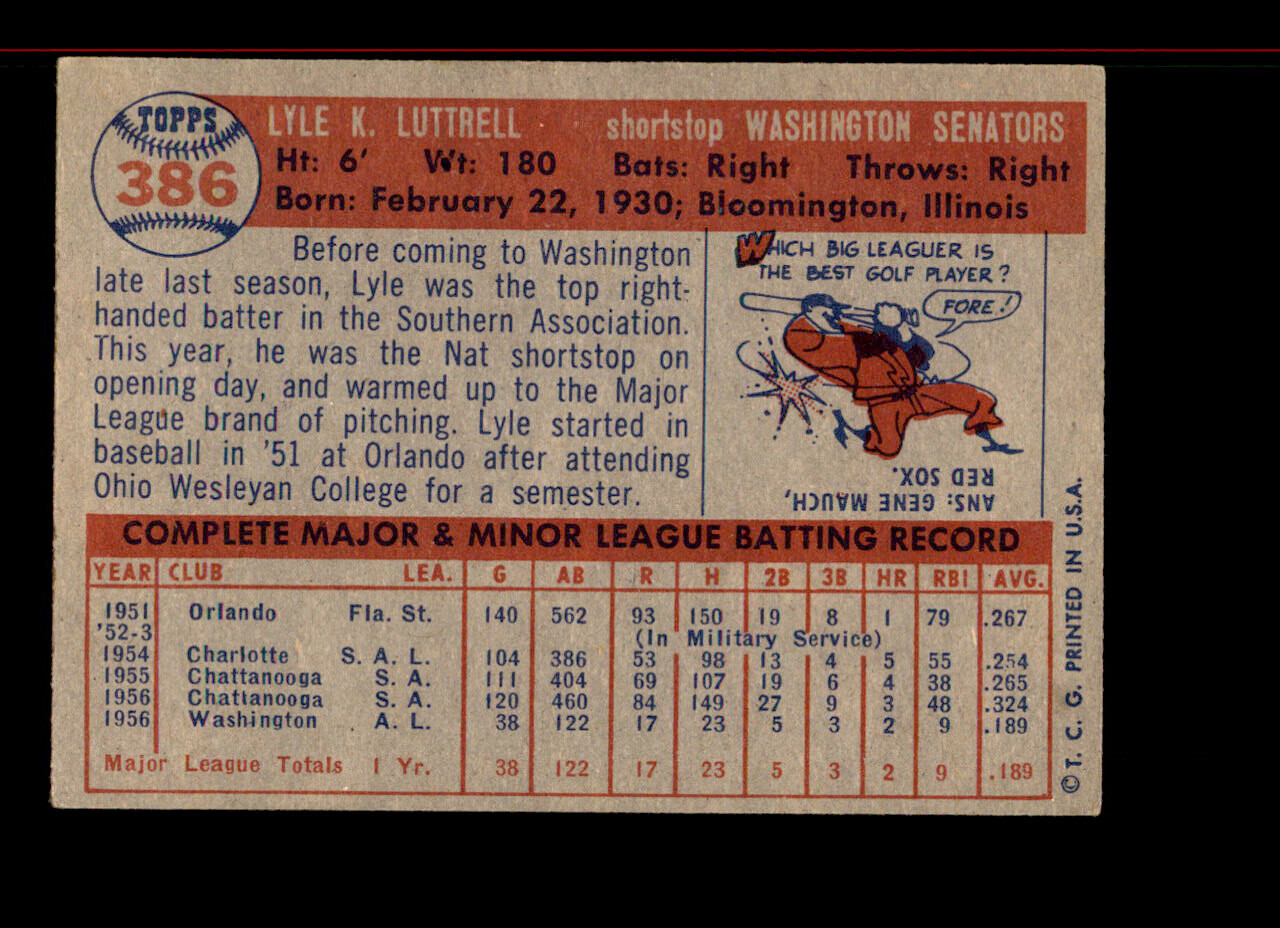 TOPPS
386
LYLE K. LUTTRELL shortstop WASHINGTON SENATORS
Ht: 6' Wt: 180 Bats: Right Throws: Right
Born: February 22, 1930; Bloomington, Illinois
Before coming to Washington
late last season, Lyle was the top right-
handed batter in the Southern Association.
This year, he was the Nat shortstop on
opening day, and warmed up to the Major
League brand of pitching. Lyle started in
baseball in '51 at Orlando after attending
Ohio Wesleyan College for a semester.
WHICH BIG LEAGUER IS
THE BEST GOLF PLAYER?
FORE!
ANS: GENE MAUCH,
RED SOX.
COMPLETE MAJOR & MINOR LEAGUE BATTING RECORD
YEAR CLUB LEA. G AB R H 2B 3B HR RBI AVG.
1951 Orlando Fla. St. 140 562 93 150 19 8 1 79 .267
'52-3 (In Military Service)
1954 Charlotte S. A. L. 104 386 53 98 13 4 5 55 .254
1955 Chattanooga S. A. 111 404 69 107 19 6 4 38 .265
1956 Chattanooga S. A. 120 460 84 149 27 9 3 48 .324
1956 Washington A. L. 38 122 17 23 5 3 2 9 .189
Major League Totals 1 Yr. 38 122 17 23 5 3 2 9 .189
© T. C. G. PRINTED IN U.S.A.